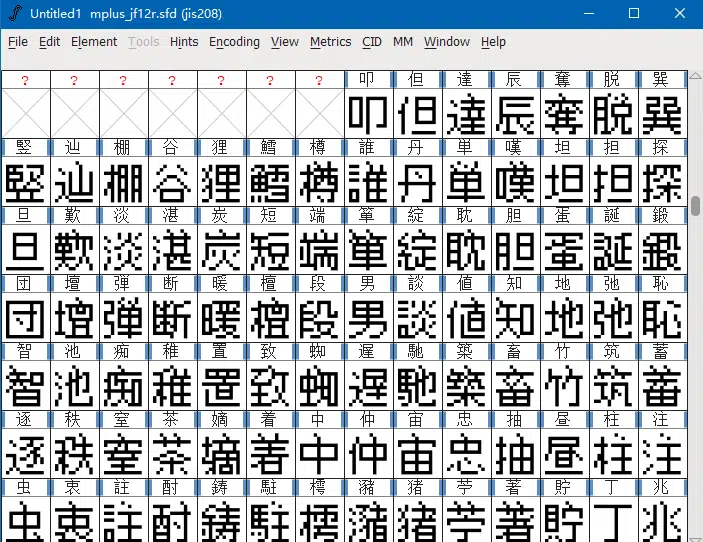 Untitled1 mplus_jf12r.sfd (jis208)
File Edit Element Tools Hints Encoding View Metrics CID MM Window Help
? ? ? ? ? ? ? 叩 但 達 辰 奪 脱 巽
叩 但 達 辰 奪 脱 巽
竪 辿 棚 谷 狸 鱈 樽 誰 丹 単 嘆 坦 担 探
竪 辿 棚 谷 狸 鱈 樽 誰 丹 単 嘆 坦 担 探
旦 歎 淡 湛 炭 短 端 箪 綻 耽 胆 蛋 誕 鍛
旦 歎 淡 湛 炭 短 端 箪 綻 耽 胆 蛋 誕 鍛
団 壇 弾 断 暖 檀 段 男 談 値 知 地 弛 恥
団 壇 弾 断 暖 檀 段 男 談 値 知 地 弛 恥
智 池 痴 稚 置 致 蜘 遅 馳 築 畜 竹 筑 蓄
智 池 痴 稚 置 致 蜘 遅 馳 築 畜 竹 筑 蓄
逐 秩 窒 茶 嫡 着 中 仲 宙 忠 抽 昼 柱 注
逐 秩 窒 茶 嫡 着 中 仲 宙 忠 抽 昼 柱 注
虫 衷 註 酎 鋳 駐 樗 瀦 猪 苧 著 貯 丁 兆
虫 衷 註 酎 鋳 駐 樗 瀦 猪 苧 著 貯 丁 兆